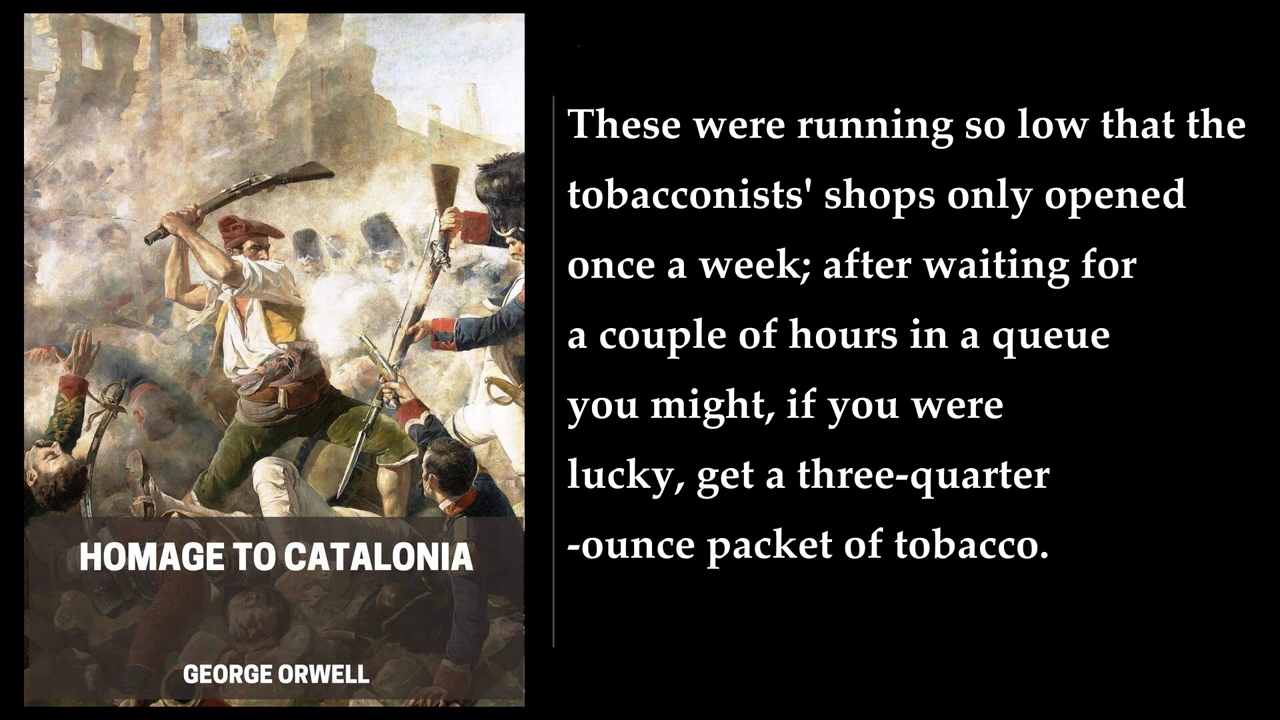 HOMAGE TO CATALONIA
GEORGE ORWELL
These were running so low that the
tobacconists' shops only opened
once a week; after waiting for
a couple of hours in a queue
you might, if you were
lucky, get a three-quarter
-ounce packet of tobacco.